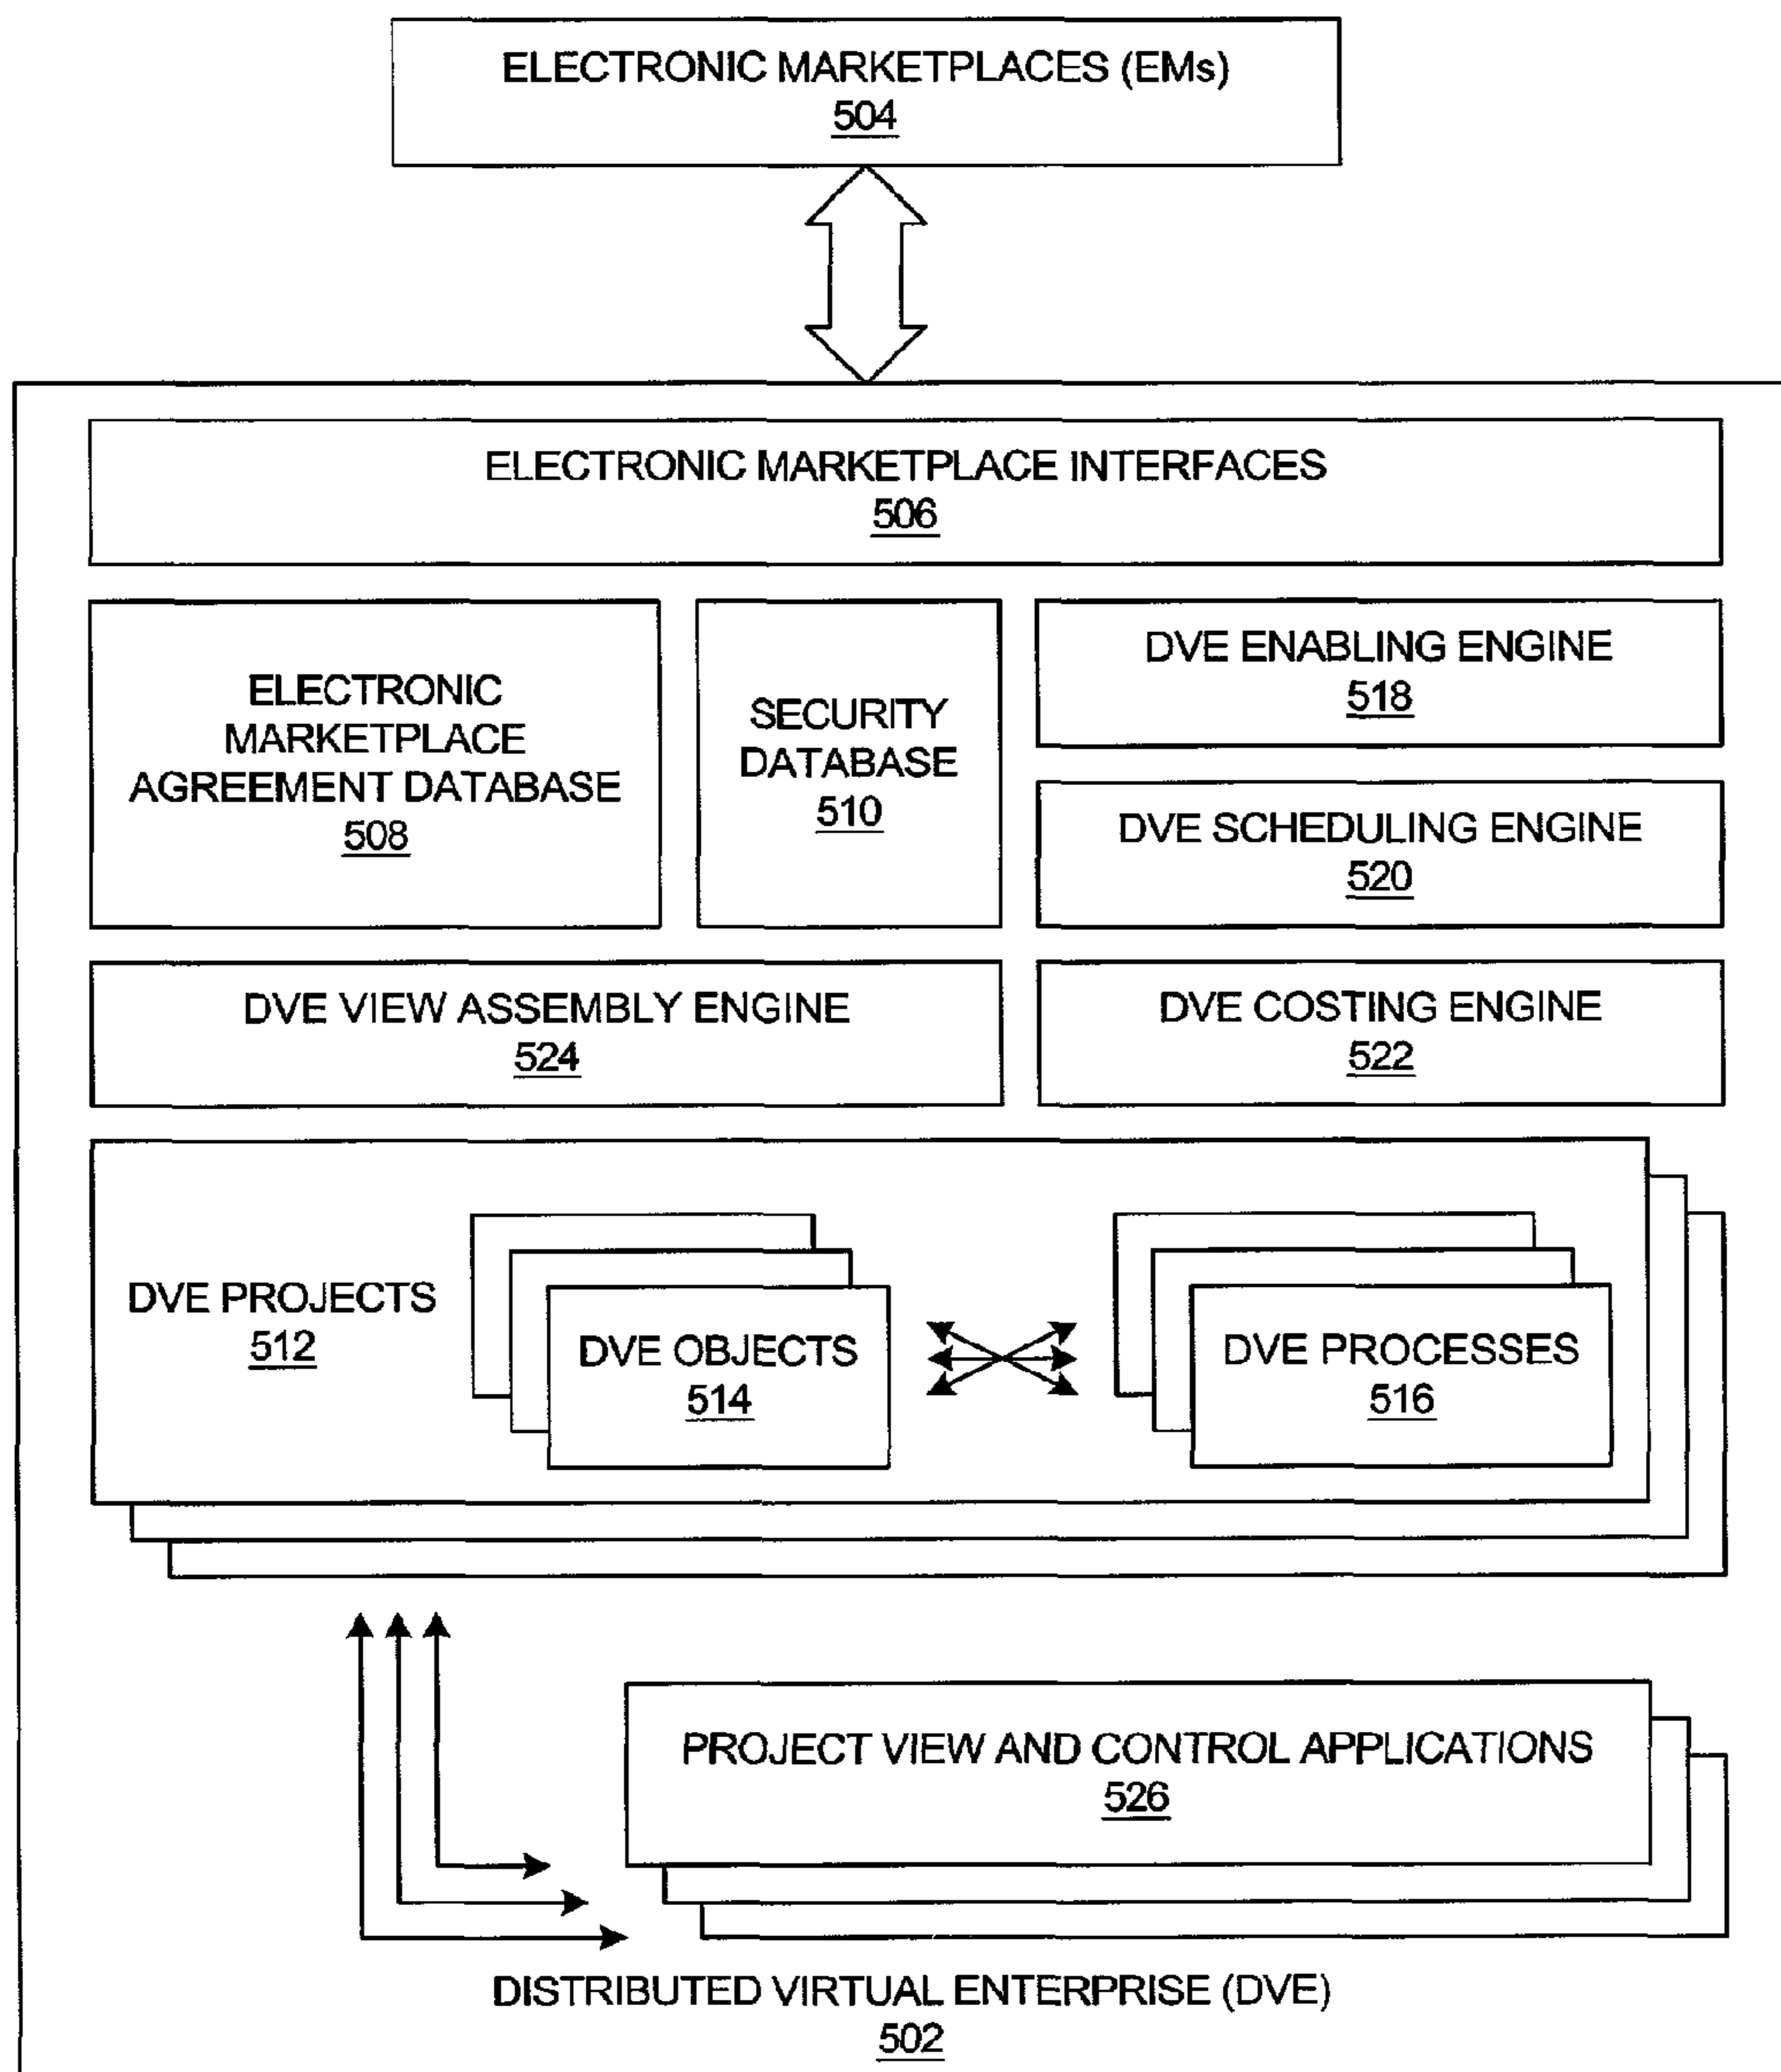 ELECTRONIC MARKETPLACES (EMs)
504
ELECTRONIC MARKETPLACE INTERFACES
506
ELECTRONIC
MARKETPLACE
AGREEMENT DATABASE
508
SECURITY
DATABASE
510
DVE ENABLING ENGINE
518
DVE SCHEDULING ENGINE
520
DVE VIEW ASSEMBLY ENGINE
524
DVE COSTING ENGINE
522
DVE PROJECTS
512
DVE OBJECTS
514
DVE PROCESSES
516
PROJECT VIEW AND CONTROL APPLICATIONS
526
DISTRIBUTED VIRTUAL ENTERPRISE (DVE)
502